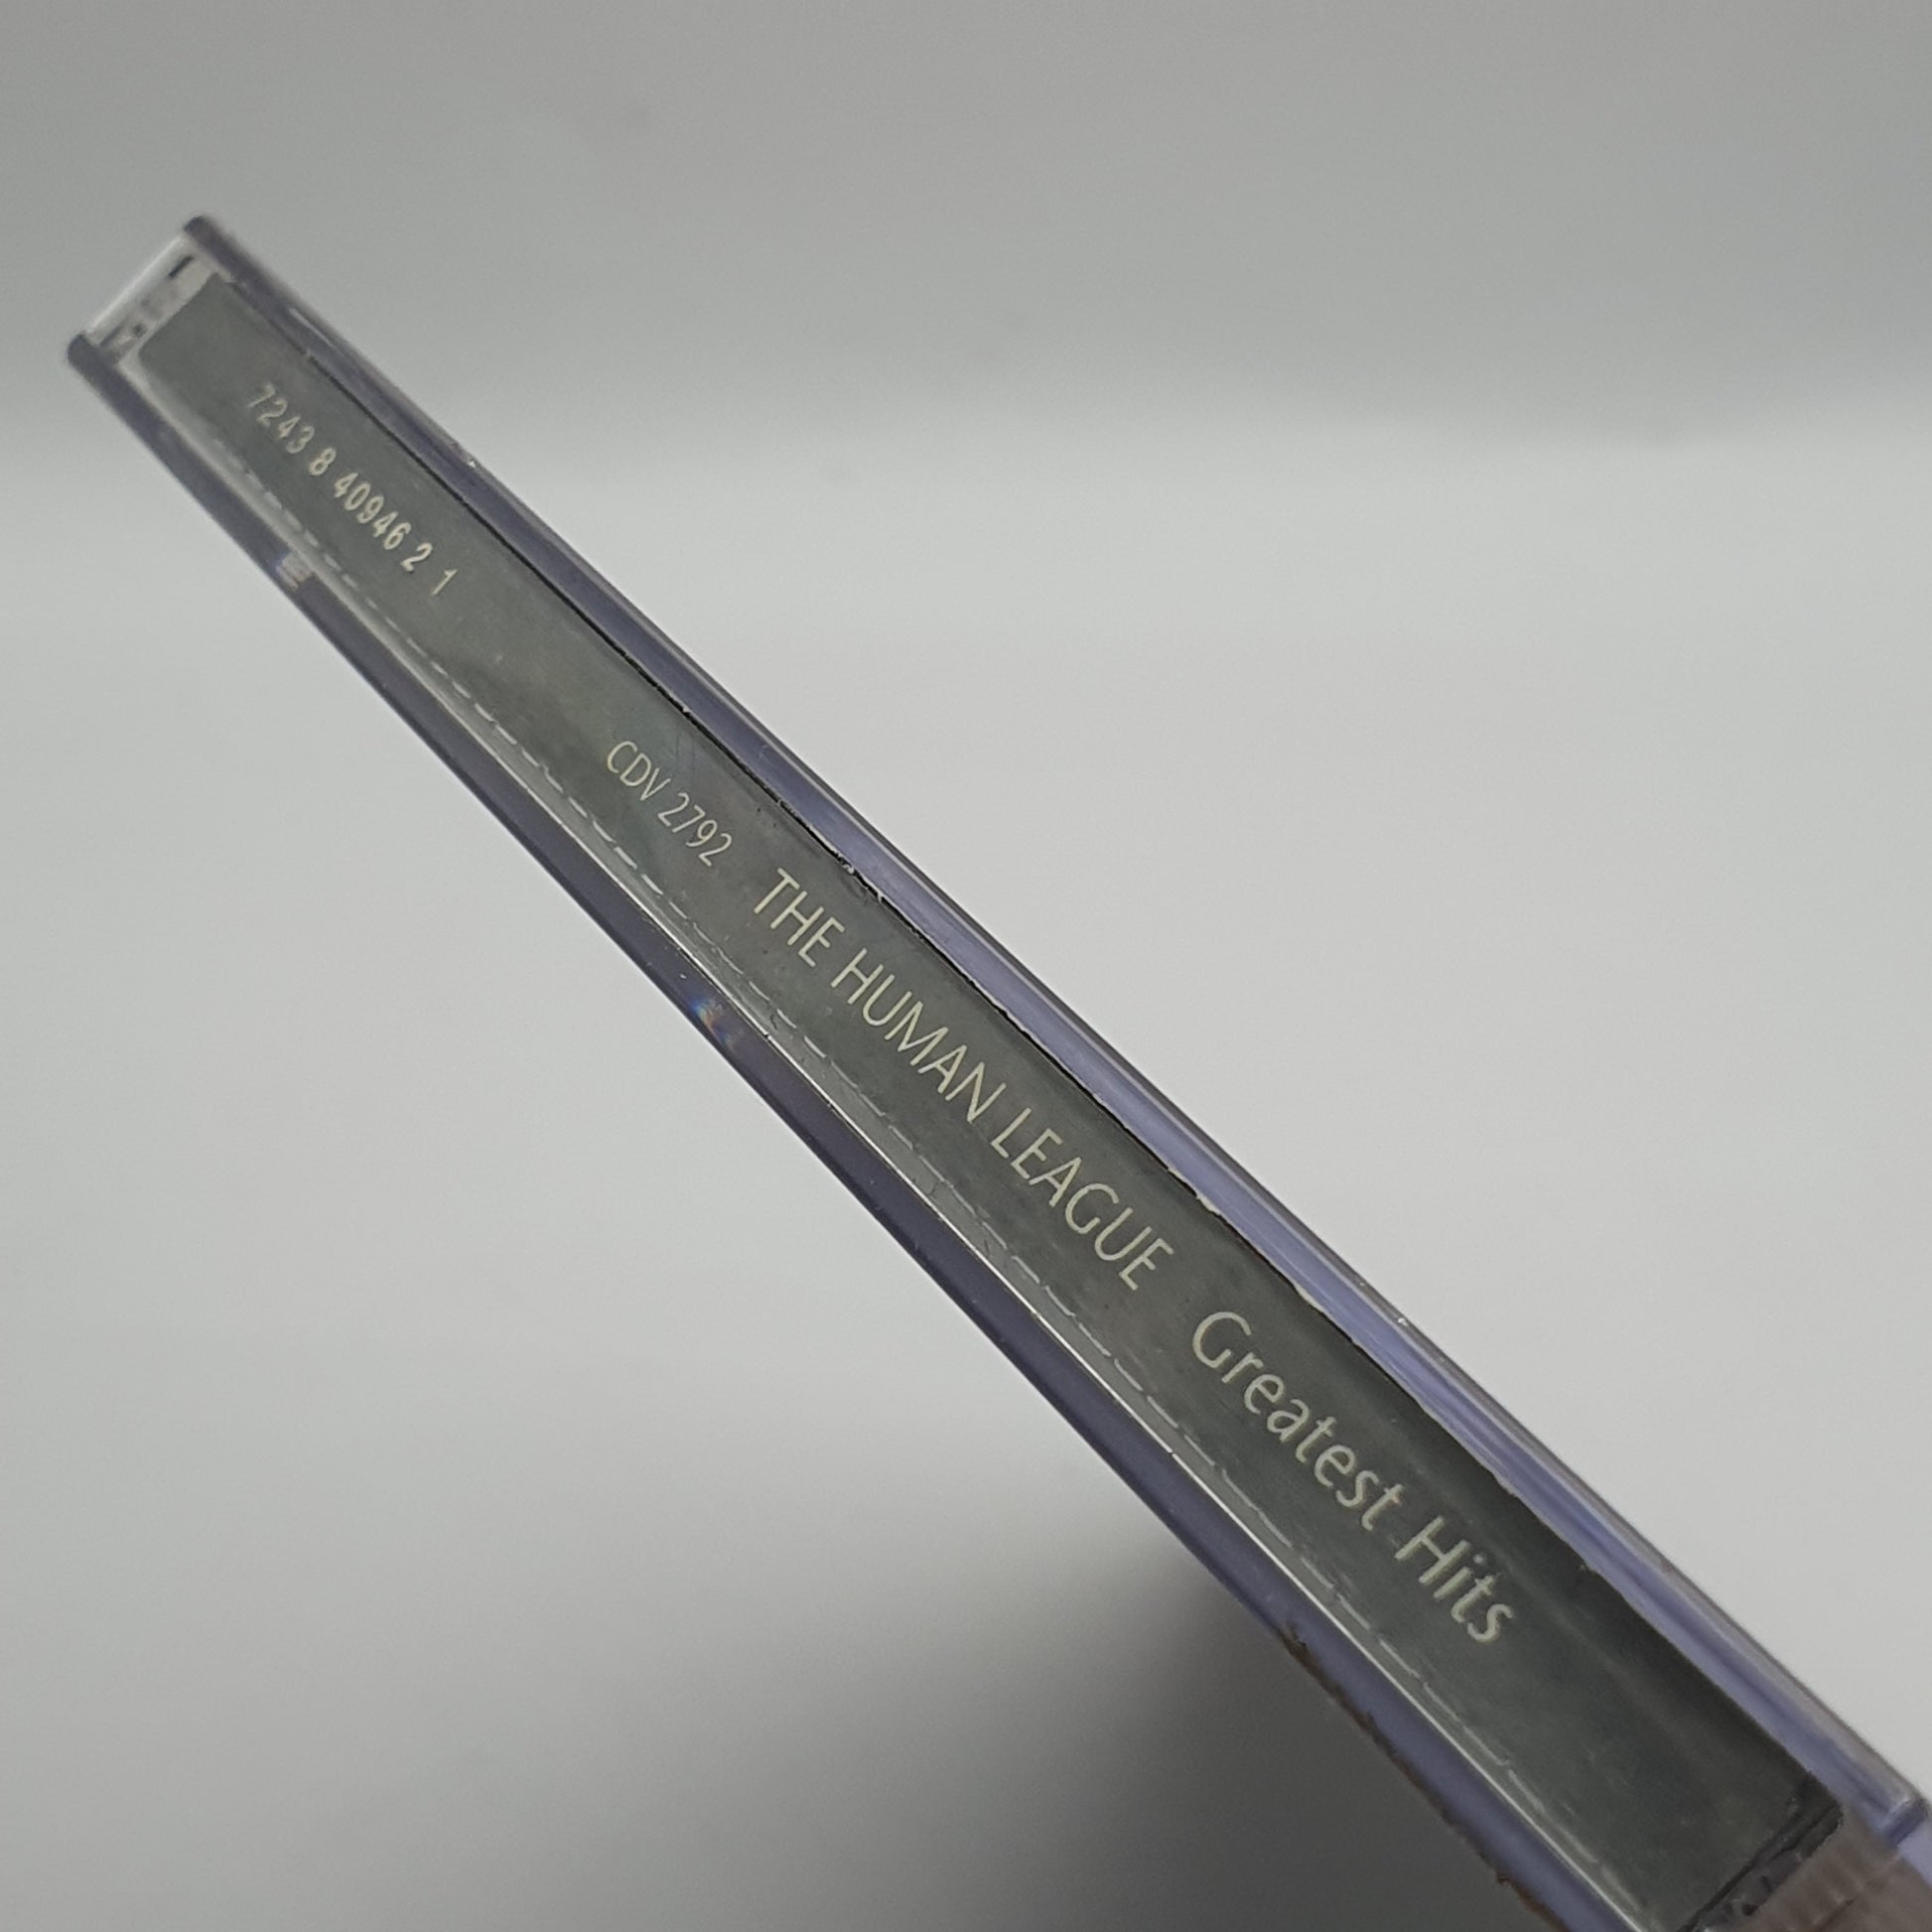 7243 8 40946 2 1 CDV 2792 THE HUMAN LEAGUE Greatest Hits